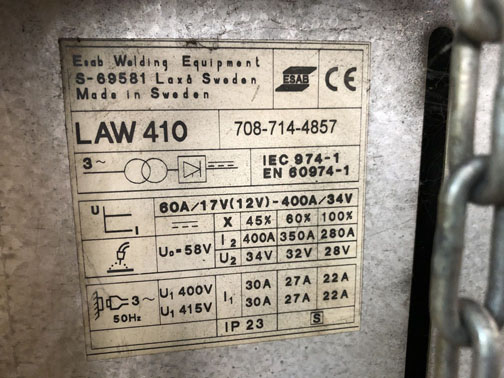 Esab Welding Equipment
S-69581 Laxå Sweden
Made in Sweden
ESAB CE
LAW 410 708-714-4857
3~ IEC 974-1
EN 60974-1
60A/17V(12V)-400A/34V
U I X 45% 60% 100%
U₀=58V I₂ 400A 350A 280A
U₂ 34V 32V 28V
3~ 50Hz U₁ 400V I₁ 30A 27A 22A
U₁ 415V 30A 27A 22A
IP 23 S